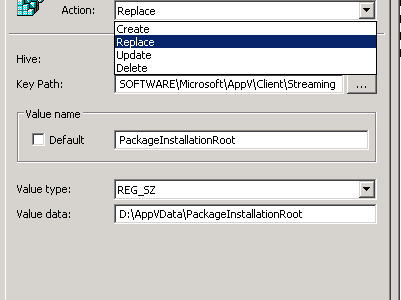 Action: Replace
Create
Replace
Update
Delete
Hive:
Key Path: SOFTWARE\Microsoft\AppV\Client\Streaming ...
Value name
Default PackageInstallationRoot
Value type: REG_SZ
Value data: D:\AppVData\PackageInstallationRoot